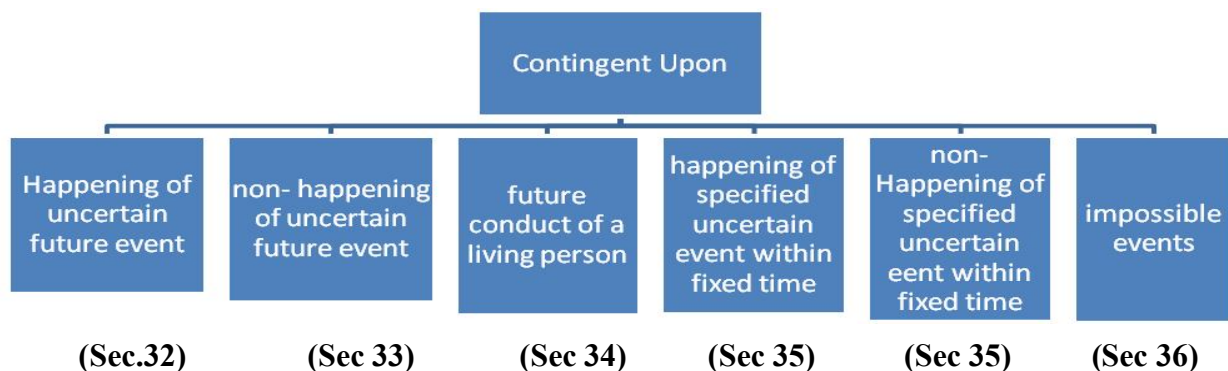 Contingent Upon
Happening of
uncertain
future event
non- happening
of uncertain
future event
future
conduct of a
living person
happening of
specified
uncertain
event within
fixed time
non-
Happening of
specified
uncertain
eent within
fixed time
impossible
events
(Sec.32) (Sec 33) (Sec 34) (Sec 35) (Sec 35) (Sec 36)